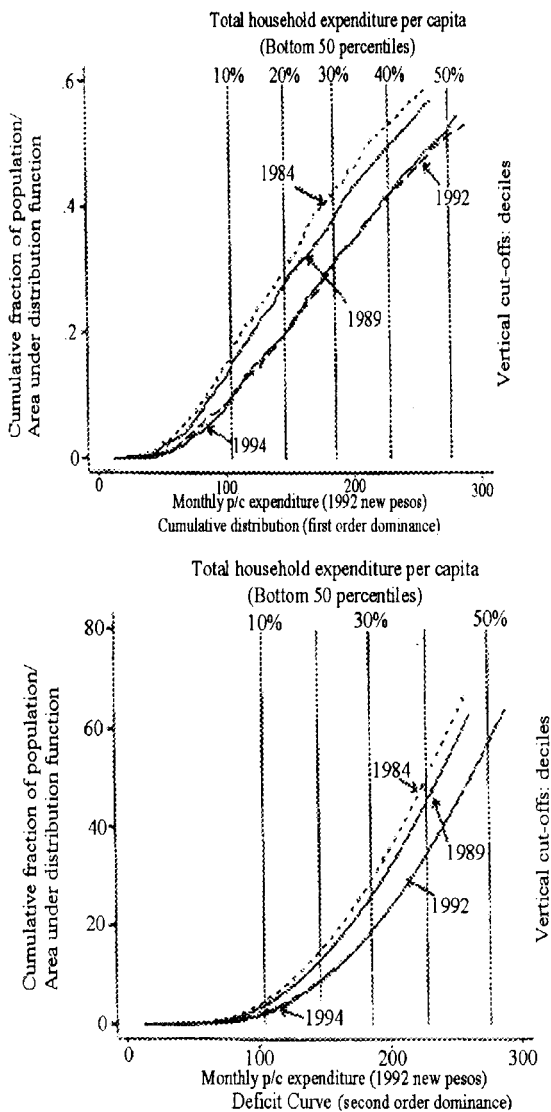 Total household expenditure per capita
(Bottom 50 percentiles)
10% 20% 30% 40% 50%
.6
.4
.2
0
Cumulative fraction of population/
Area under distribution function
1984
1992
1989
1994
Vertical cut-offs: deciles
0 100 200 300
Monthly p/c expenditure (1992 new pesos)
Cumulative distribution (first order dominance)
Total household expenditure per capita
(Bottom 50 percentiles)
10% 30% 50%
80
60
40
20
0
Cumulative fraction of population/
Area under distribution function
1984
1989
1992
1994
Vertical cut-offs: deciles
0 100 200 300
Monthly p/c expenditure (1992 new pesos)
Deficit Curve (second order dominance)